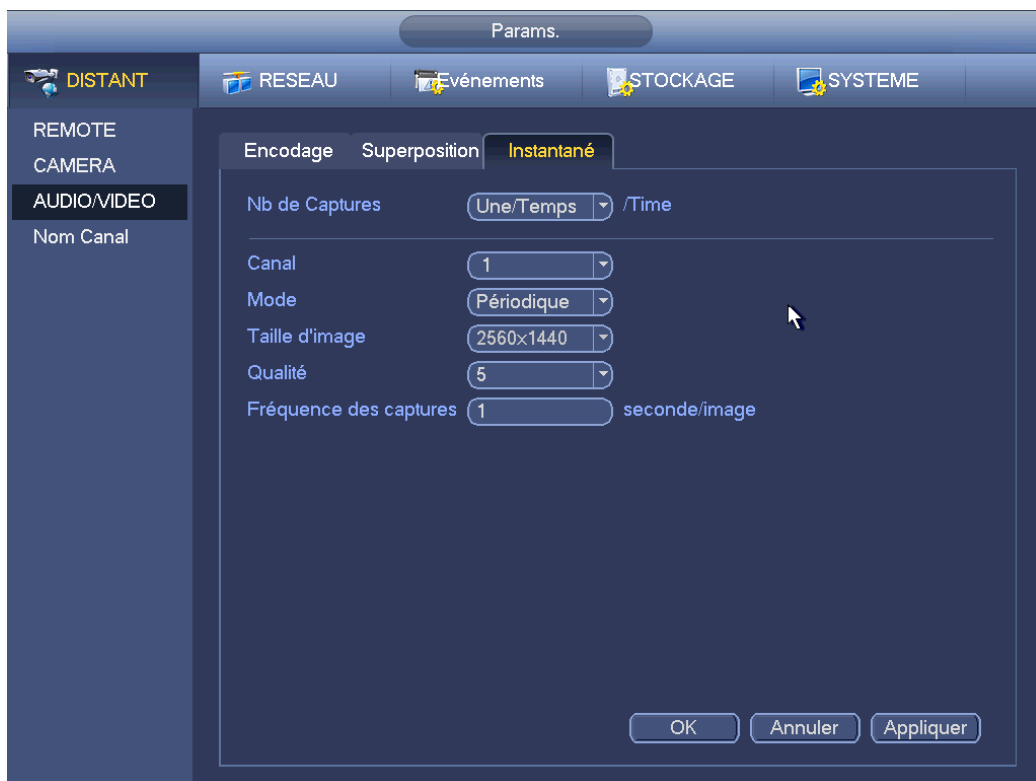 Params.
DISTANT RESEAU Evénements STOCKAGE SYSTEME
REMOTE
CAMERA
AUDIO/VIDEO
Nom Canal
Encodage Superposition Instantané
Nb de Captures Une/Temps /Time
Canal 1
Mode Périodique
Taille d'image 2560×1440
Qualité 5
Fréquence des captures 1 seconde/image
OK Annuler Appliquer